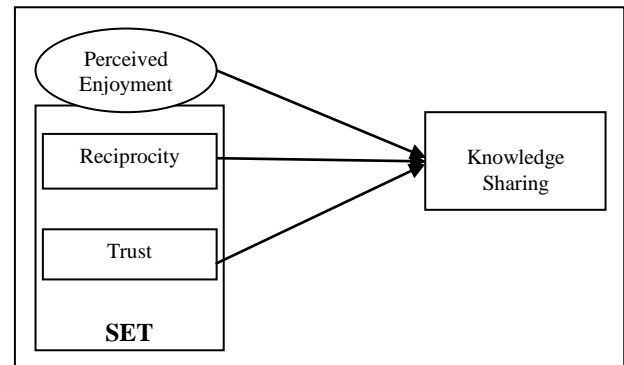 Perceived
Enjoyment
Reciprocity
Trust
SET
Knowledge
Sharing